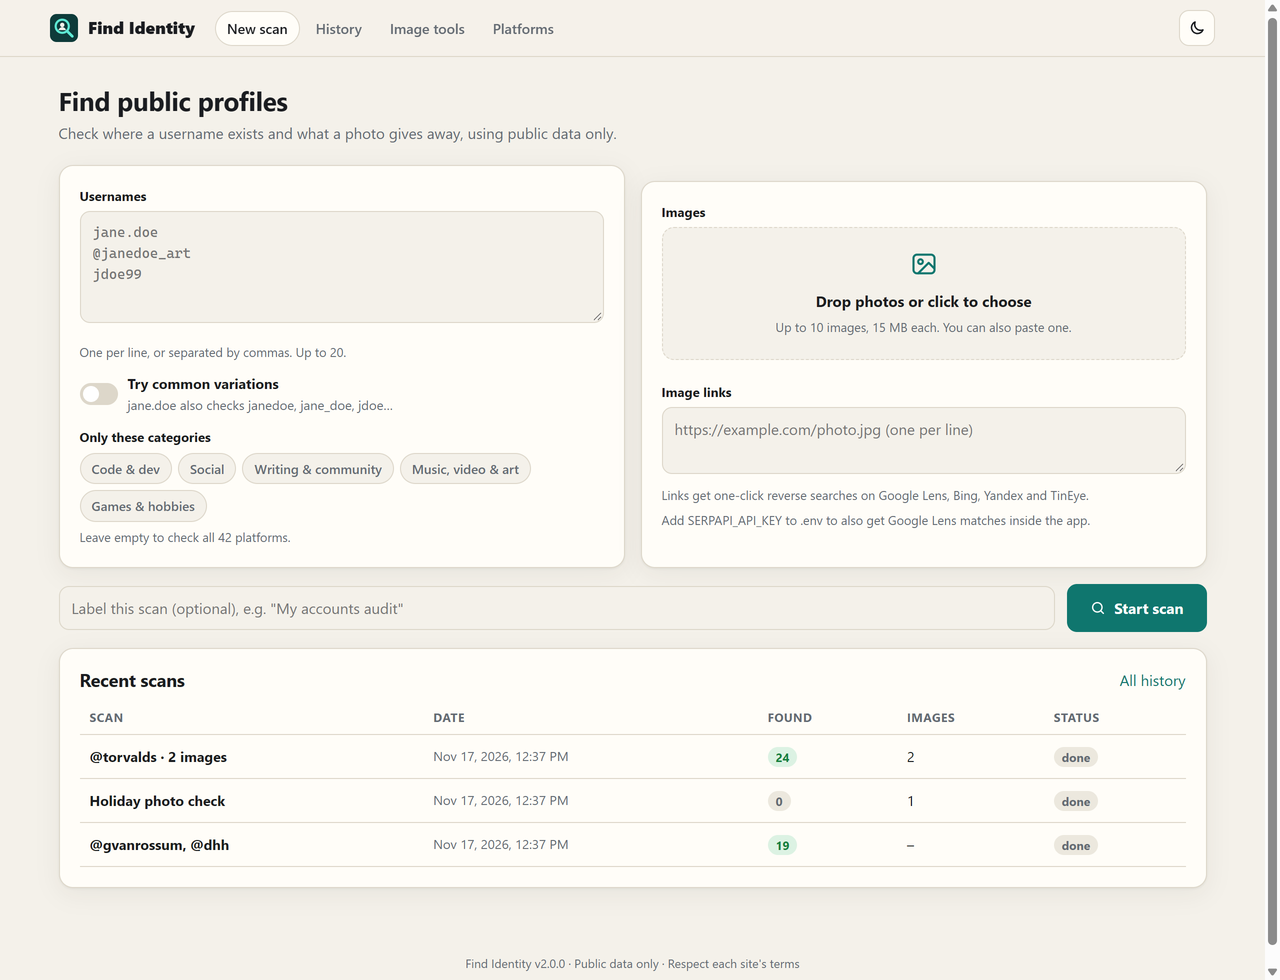 Find Identity
New scan
History
Image tools
Platforms
Find public profiles
Check where a username exists and what a photo gives away, using public data only.
Usernames
jane.doe
@janedoe_art
jdoe99
One per line, or separated by commas. Up to 20.
Try common variations
jane.doe also checks janedoe, jane_doe, jdoe...
Only these categories
Code & dev
Social
Writing & community
Music, video & art
Games & hobbies
Leave empty to check all 42 platforms.
Images
Drop photos or click to choose
Up to 10 images, 15 MB each. You can also paste one.
Image links
https://example.com/photo.jpg (one per line)
Links get one-click reverse searches on Google Lens, Bing, Yandex and TinEye.
Add SERPAPI_API_KEY to .env to also get Google Lens matches inside the app.
Label this scan (optional), e.g. "My accounts audit"
Start scan
Recent scans
All history
SCAN DATE FOUND IMAGES STATUS
@torvalds · 2 images Nov 17, 2026, 12:37 PM 24 2 done
Holiday photo check Nov 17, 2026, 12:37 PM 0 1 done
@gvanrossum, @dhh Nov 17, 2026, 12:37 PM 19 – done
Find Identity v2.0.0 · Public data only · Respect each site's terms